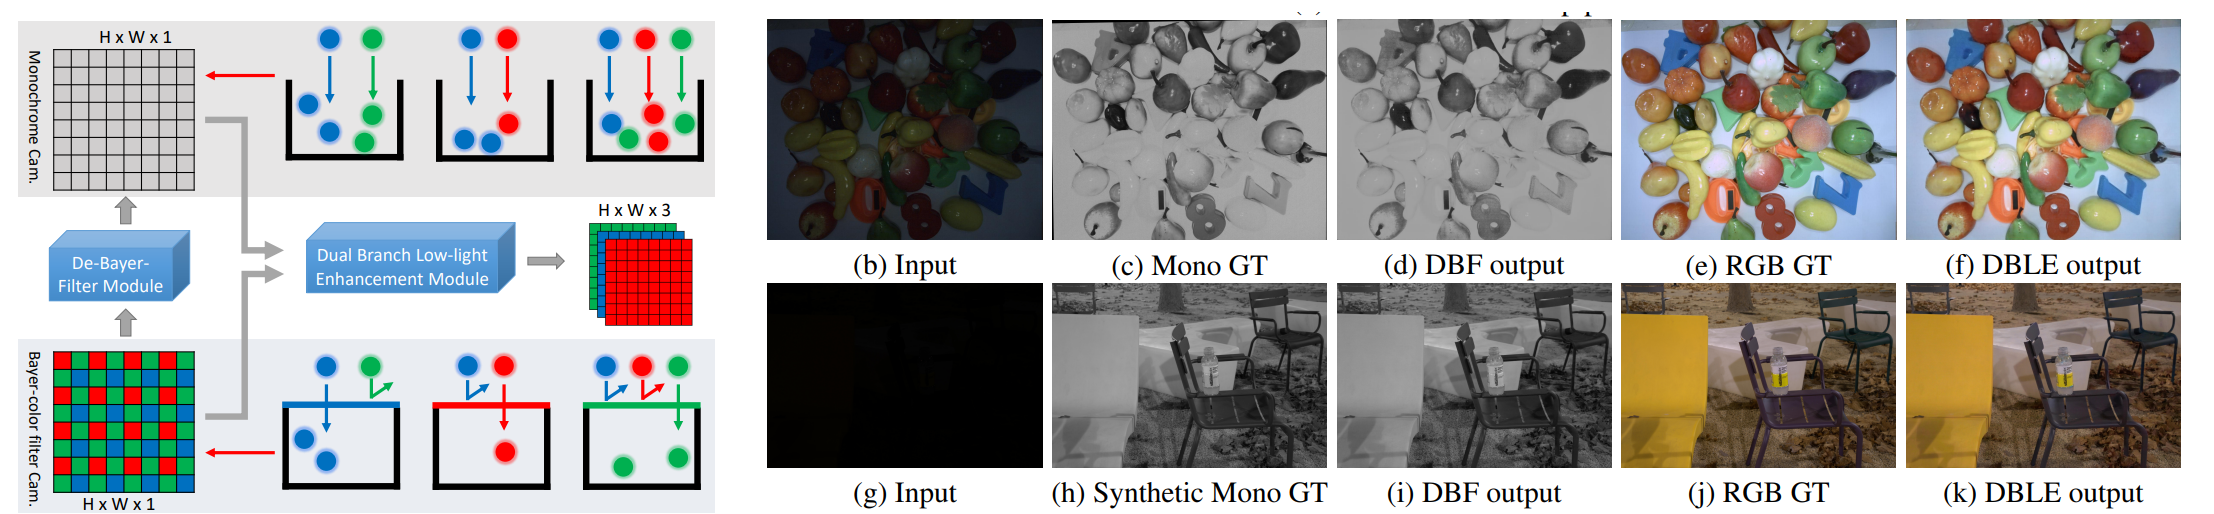 H x W x 1
Monochrome Cam.
De-Bayer-
Filter Module
Dual Branch Low-light
Enhancement Module
H x W x 3
Bayer-color filter Cam.
H x W x 1
(b) Input
(c) Mono GT
(d) DBF output
(e) RGB GT
(f) DBLE output
(g) Input
(h) Synthetic Mono GT
(i) DBF output
(j) RGB GT
(k) DBLE output